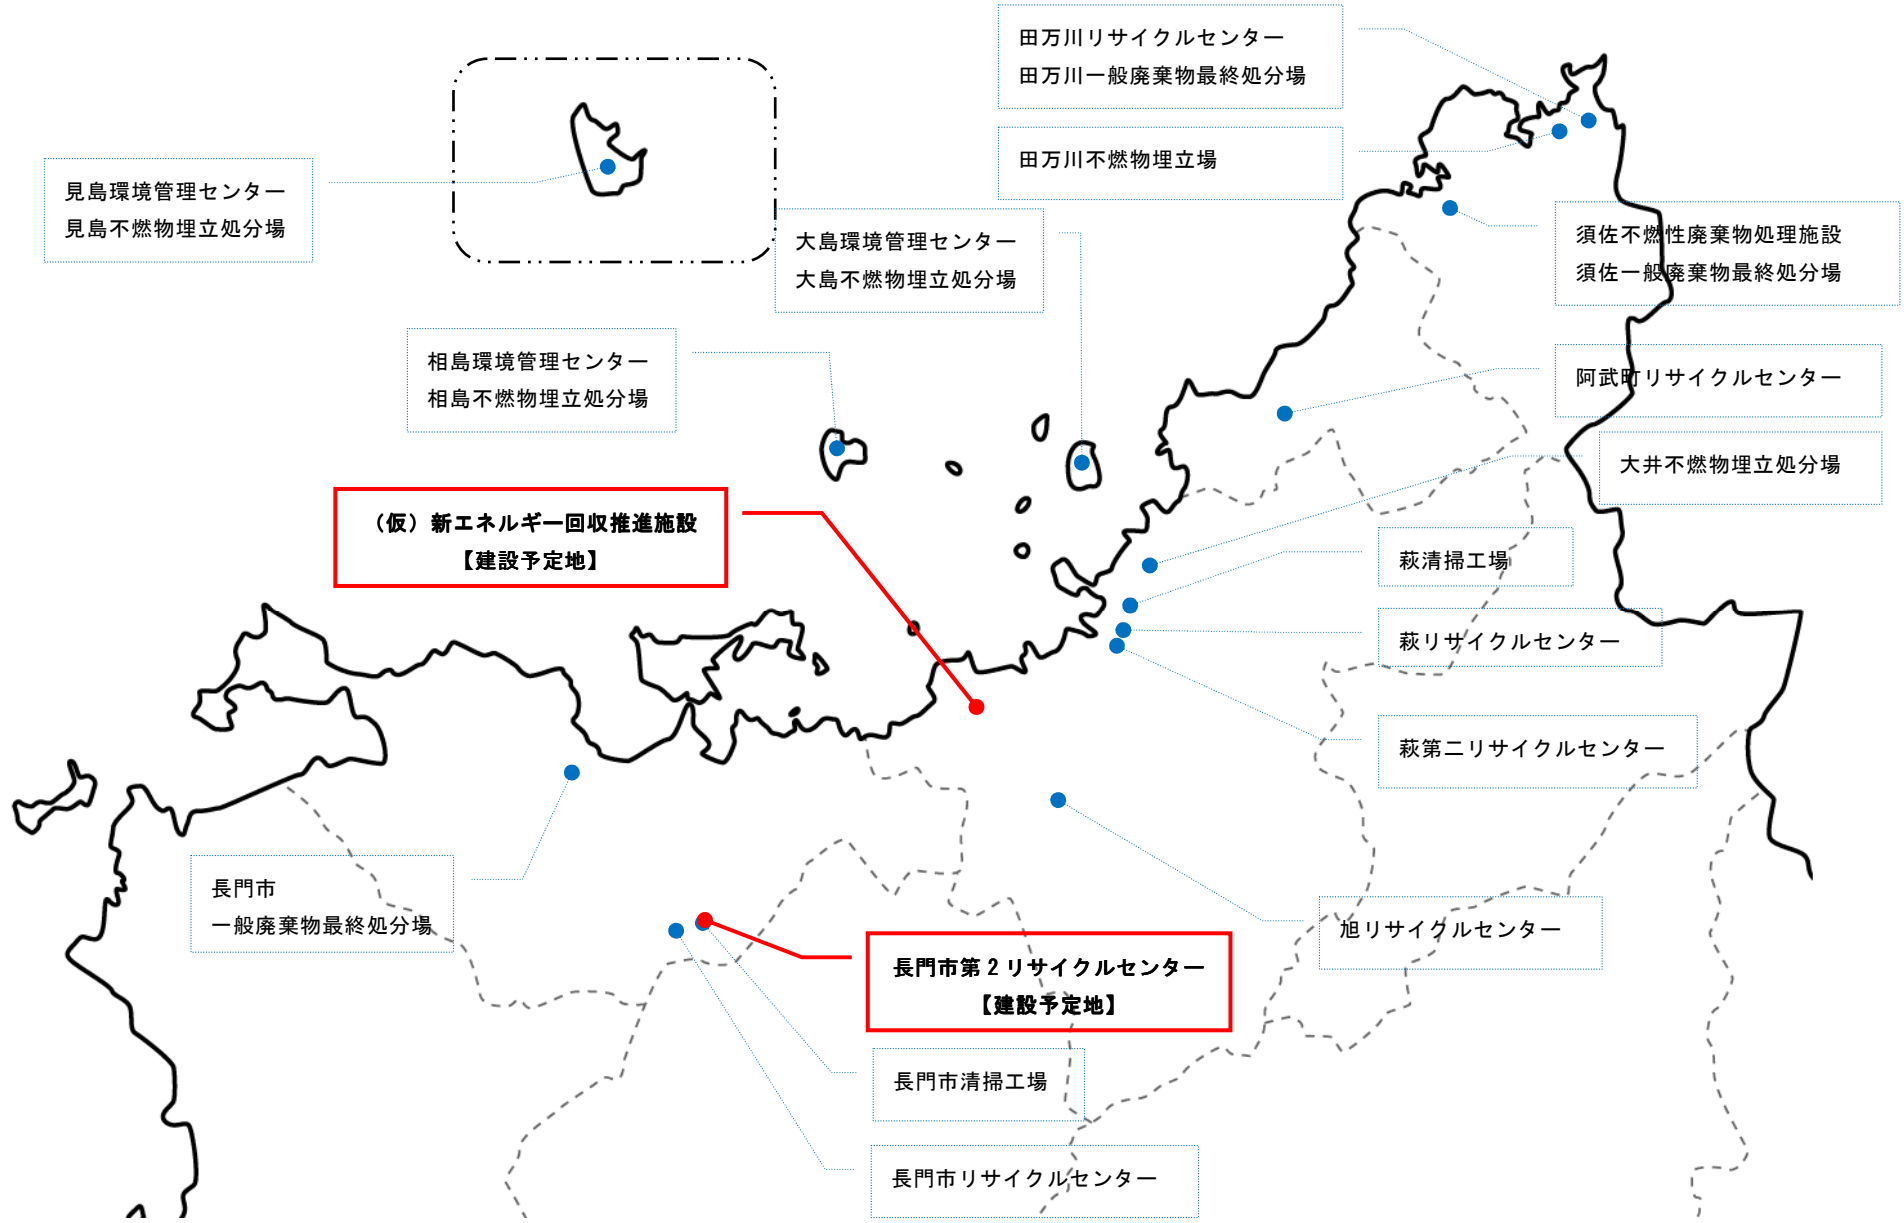 田万川リサイクルセンター
田万川一般廃棄物最終処分場
田万川不燃物埋立場
見島環境管理センター
見島不燃物埋立処分場
大島環境管理センター
大島不燃物埋立処分場
須佐不燃性廃棄物処理施設
須佐一般廃棄物最終処分場
相島環境管理センター
相島不燃物埋立処分場
阿武町リサイクルセンター
大井不燃物埋立処分場
（仮）新エネルギー回収推進施設
【建設予定地】
萩清掃工場
萩リサイクルセンター
萩第二リサイクルセンター
長門市
一般廃棄物最終処分場
旭リサイクルセンター
長門市第２リサイクルセンター
【建設予定地】
長門市清掃工場
長門市リサイクルセンター